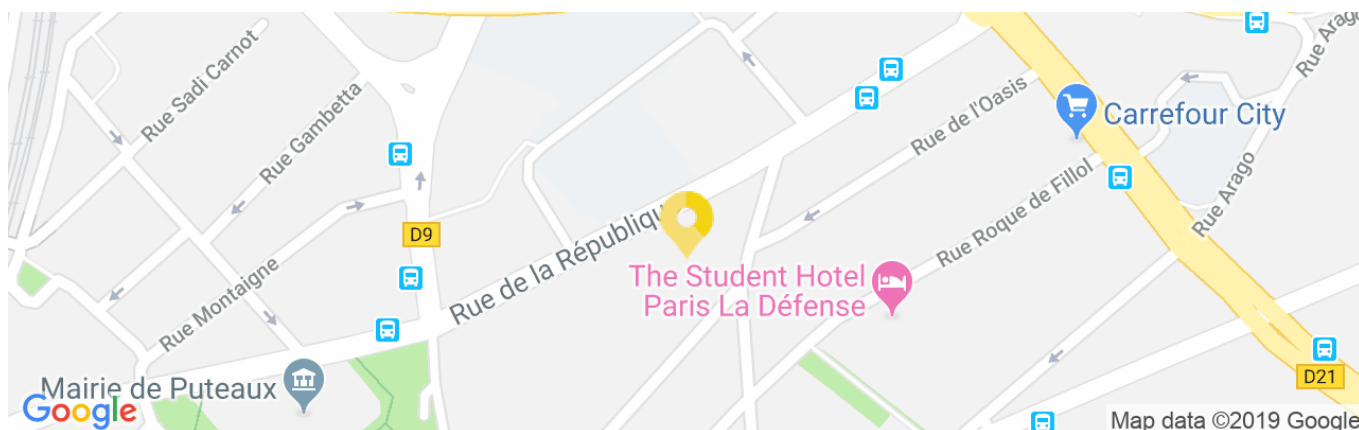 Rue Sadi Carnot
Rue Gambetta
Rue Arago
Rue de l'Oasis
Carrefour City
Rue Roque de Fillol
Rue Arago
D9
Rue de la République
Rue Montaigne
The Student Hotel
Paris La Défense
Mairie de Puteaux
D21
Google
Map data ©2019 Google